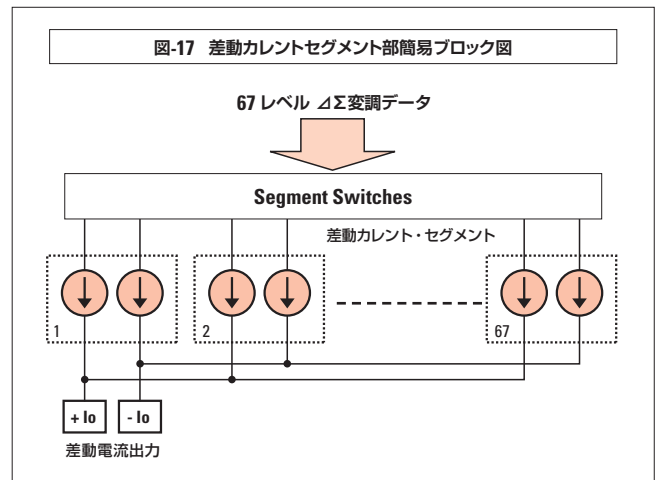 図-17 差動カレントセグメント部簡易ブロック図
67 レベル ⊿Σ変調データ
Segment Switches
差動カレント・セグメント
1
2
67
+ Io
- Io
差動電流出力